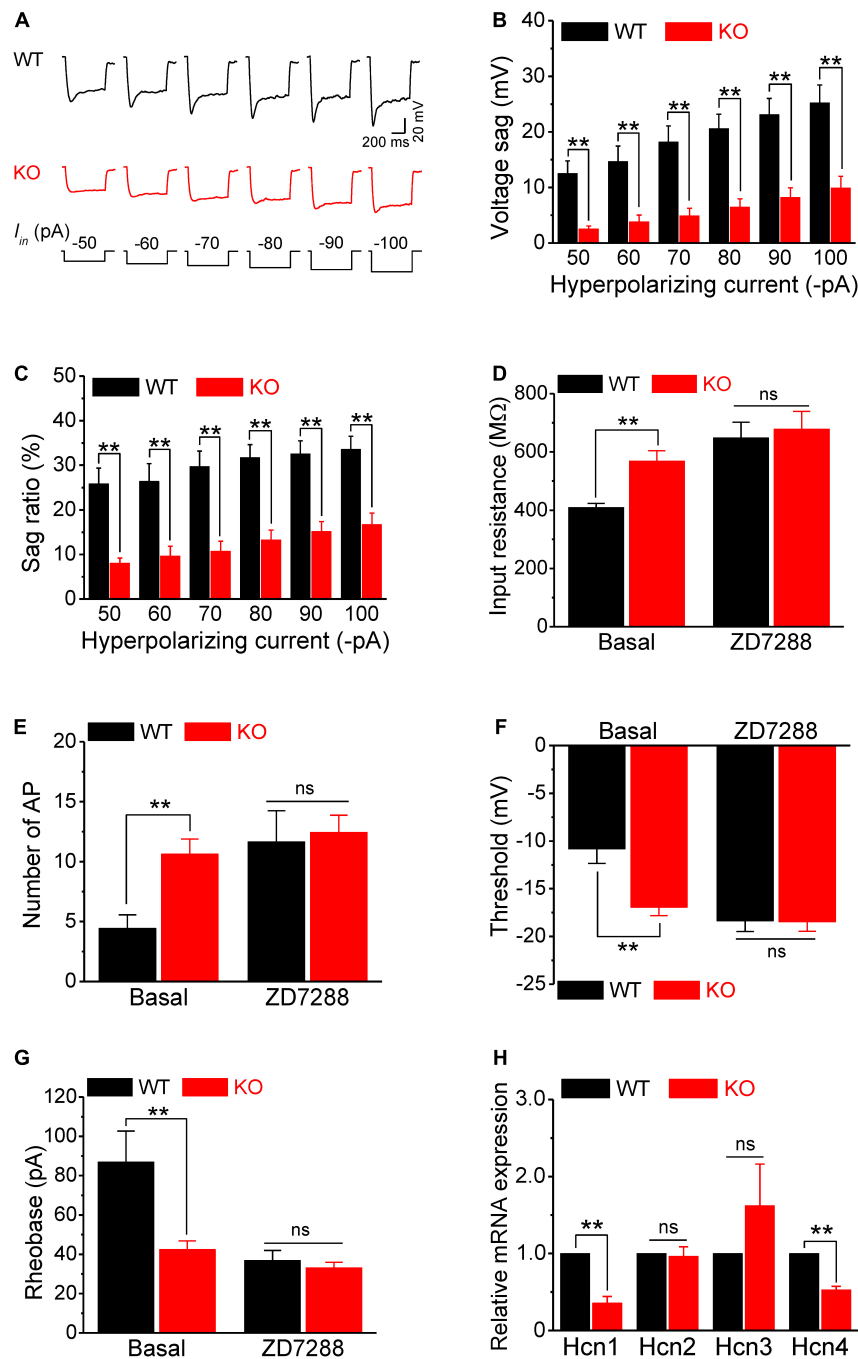 A
WT
200 ms
20 mV
KO
Iin (pA)
-50 -60 -70 -80 -90 -100
B
WT KO
Voltage sag (mV)
40
30
20
10
0
** ** ** ** ** **
50 60 70 80 90 100
Hyperpolarizing current (-pA)
C
WT KO
Sag ratio (%)
50
40
30
20
10
0
** ** ** ** ** **
50 60 70 80 90 100
Hyperpolarizing current (-pA)
D
WT KO
Input resistance (MΩ)
800
600
400
200
0
** ns
Basal ZD7288
E
WT KO
Number of AP
20
15
10
5
0
** ns
Basal ZD7288
F
Basal ZD7288
Threshold (mV)
0
-5
-10
-15
-20
-25
** ns
WT KO
G
WT KO
Rheobase (pA)
120
100
80
60
40
20
0
** ns
Basal ZD7288
H
WT KO
Relative mRNA expression
3.0
2.0
1.0
0
** ns ns **
Hcn1 Hcn2 Hcn3 Hcn4